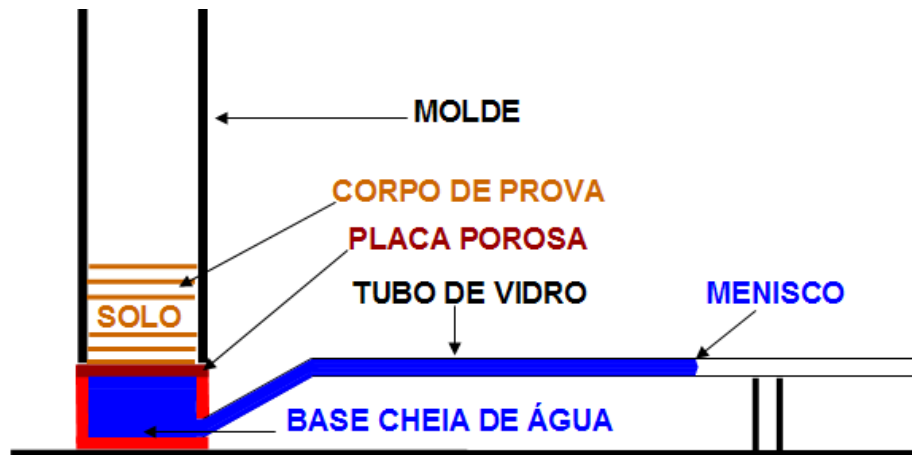 MOLDE
CORPO DE PROVA
PLACA POROSA
TUBO DE VIDRO
MENISCO
SOLO
BASE CHEIA DE ÁGUA